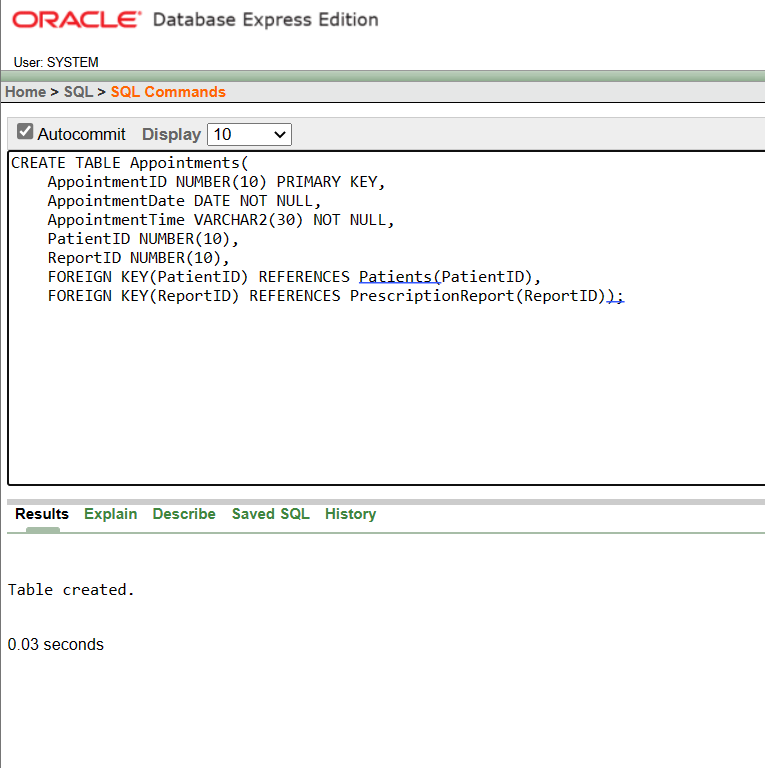 ORACLE® Database Express Edition
User: SYSTEM
Home > SQL > SQL Commands
Autocommit Display 10
CREATE TABLE Appointments(
    AppointmentID NUMBER(10) PRIMARY KEY,
    AppointmentDate DATE NOT NULL,
    AppointmentTime VARCHAR2(30) NOT NULL,
    PatientID NUMBER(10),
    ReportID NUMBER(10),
    FOREIGN KEY(PatientID) REFERENCES Patients(PatientID),
    FOREIGN KEY(ReportID) REFERENCES PrescriptionReport(ReportID));
Results Explain Describe Saved SQL History
Table created.
0.03 seconds